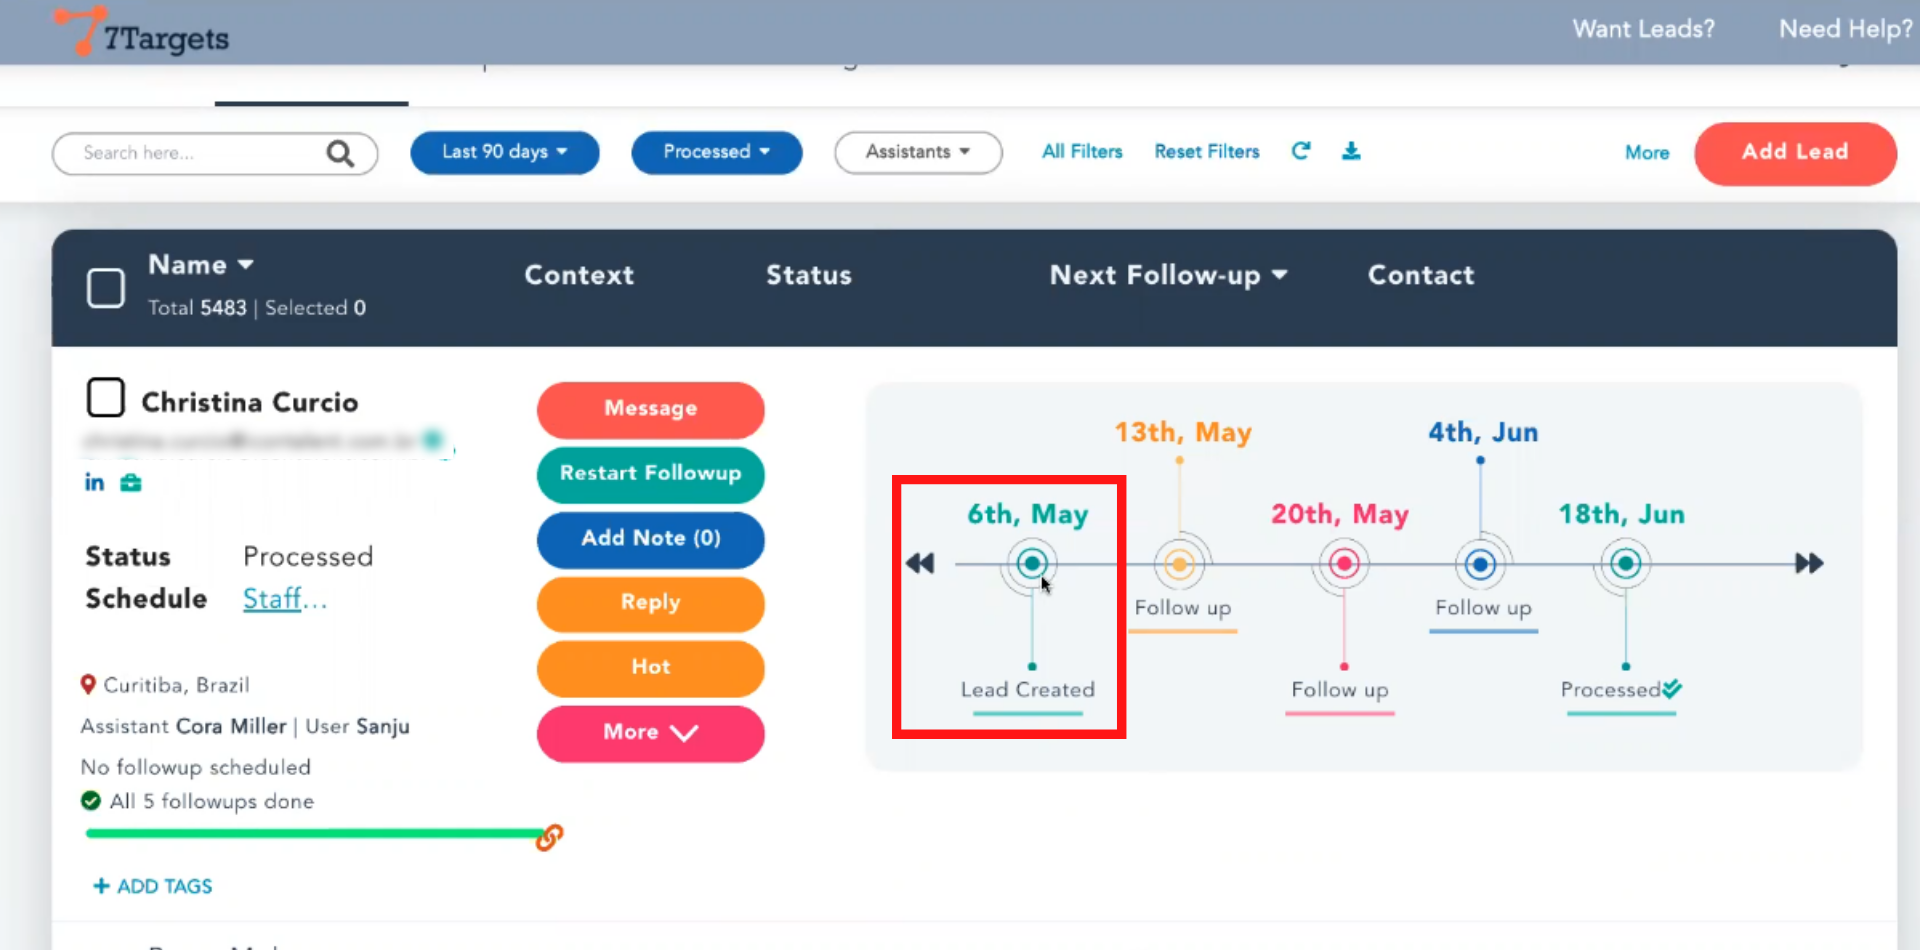 7Targets
Want Leads?
Need Help?
Search here...
Last 90 days
Processed
Assistants
All Filters
Reset Filters
More
Add Lead
Name
Total 5483 | Selected 0
Context
Status
Next Follow-up
Contact
Christina Curcio
in
Status Processed
Schedule Staff...
Curitiba, Brazil
Assistant Cora Miller | User Sanju
No followup scheduled
All 5 followups done
+ ADD TAGS
Message
Restart Followup
Add Note (0)
Reply
Hot
More
13th, May
4th, Jun
6th, May
20th, May
18th, Jun
Follow up
Follow up
Lead Created
Follow up
Processed